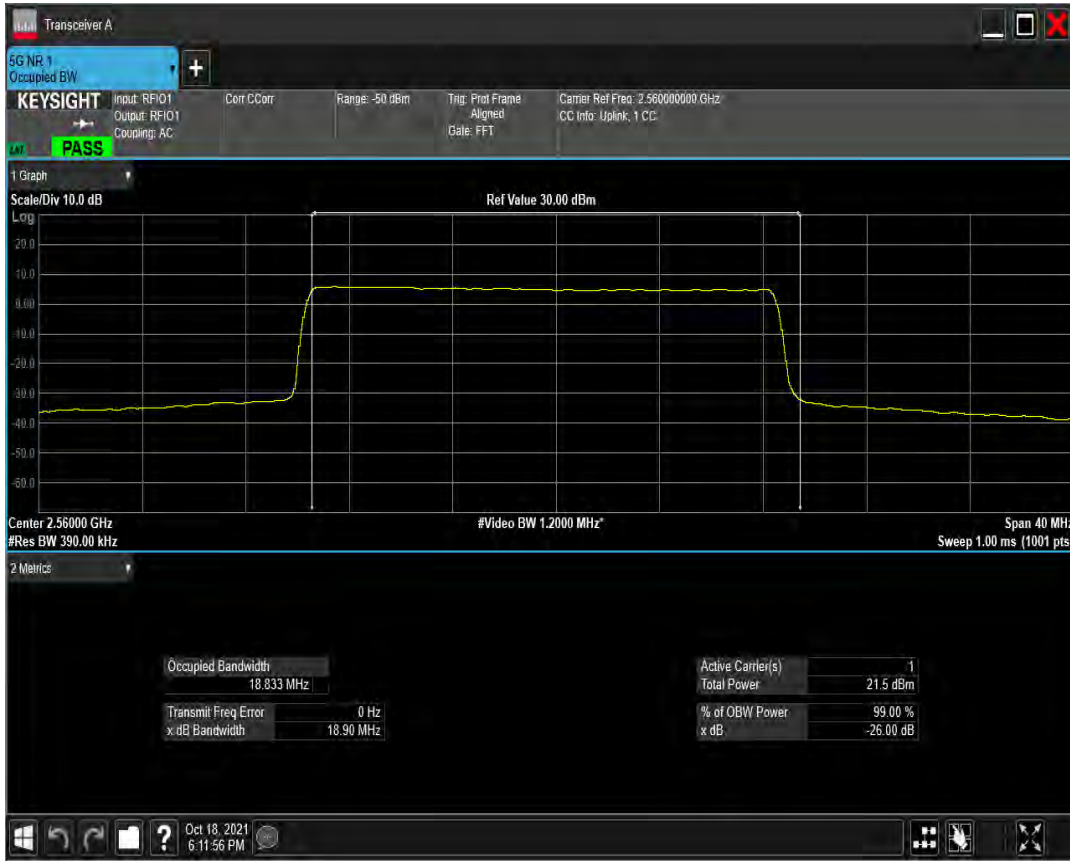 Transceiver A
5G NR 1
Occupied BW
+
KEYSIGHT
PASS
Input: RFIO1
Output: RFIO1
Coupling: AC
Corr CCorr
Range: -50 dBm
Trig: Prot Frame
Aligned
Gate: FFT
Carrier Ref Freq: 2.560000000 GHz
CC Info: Uplink, 1 CC
1 Graph
Scale/Div 10.0 dB
Ref Value 30.00 dBm
Log
20.0
10.0
0.00
-10.0
-20.0
-30.0
-40.0
-50.0
-60.0
Center 2.56000 GHz
#Video BW 1.2000 MHz*
Span 40 MHz
#Res BW 390.00 kHz
Sweep 1.00 ms (1001 pts
2 Metrics
Occupied Bandwidth
18.833 MHz
Transmit Freq Error 0 Hz
x dB Bandwidth 18.90 MHz
Active Carrier(s) 1
Total Power 21.5 dBm
% of OBW Power 99.00 %
x dB -26.00 dB
?
Oct 18, 2021
6:11:56 PM